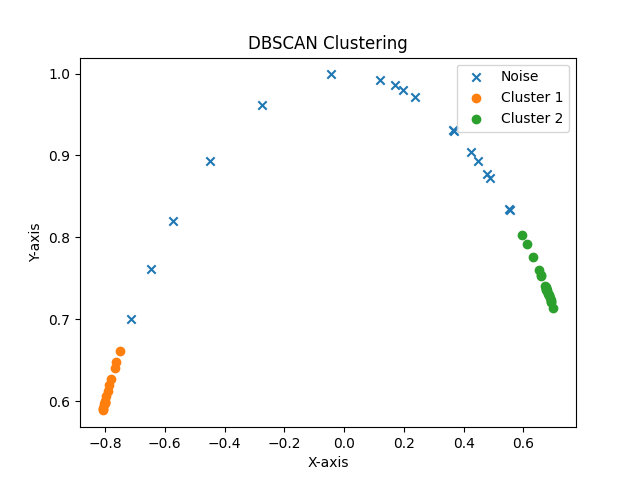 DBSCAN Clustering
Noise
Cluster 1
Cluster 2
1.0
0.9
0.8
0.7
0.6
Y-axis
−0.8 −0.6 −0.4 −0.2 0.0 0.2 0.4 0.6
X-axis